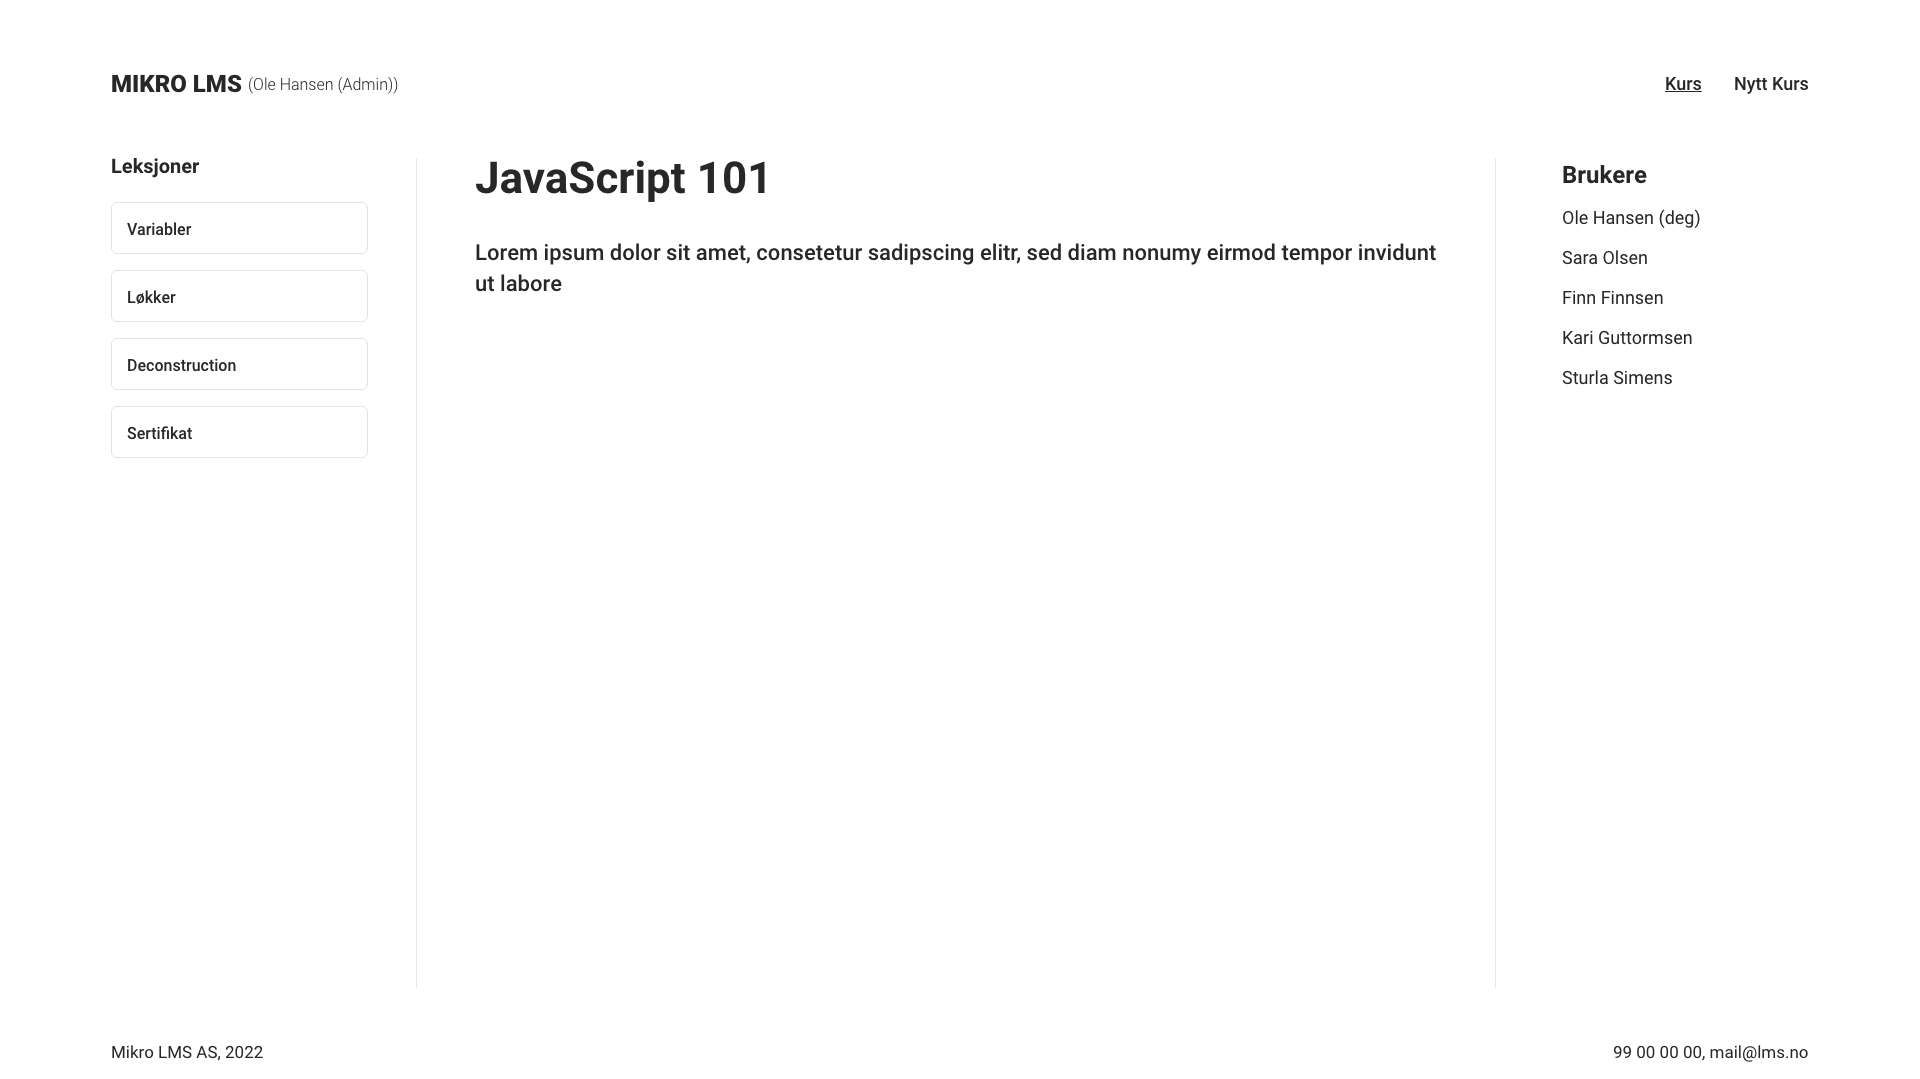 MIKRO LMS (Ole Hansen (Admin))
Kurs
Nytt Kurs
Leksjoner
Variabler
Løkker
Deconstruction
Sertifikat
JavaScript 101
Lorem ipsum dolor sit amet, consetetur sadipscing elitr, sed diam nonumy eirmod tempor invidunt
ut labore
Brukere
Ole Hansen (deg)
Sara Olsen
Finn Finnsen
Kari Guttormsen
Sturla Simens
Mikro LMS AS, 2022
99 00 00 00, mail@lms.no